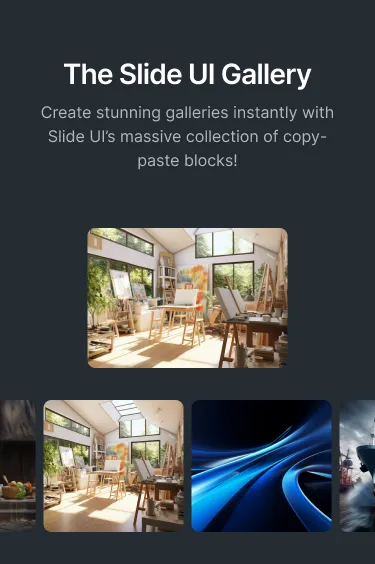 The Slide UI Gallery
Create stunning galleries instantly with
Slide UI's massive collection of copy-
paste blocks!